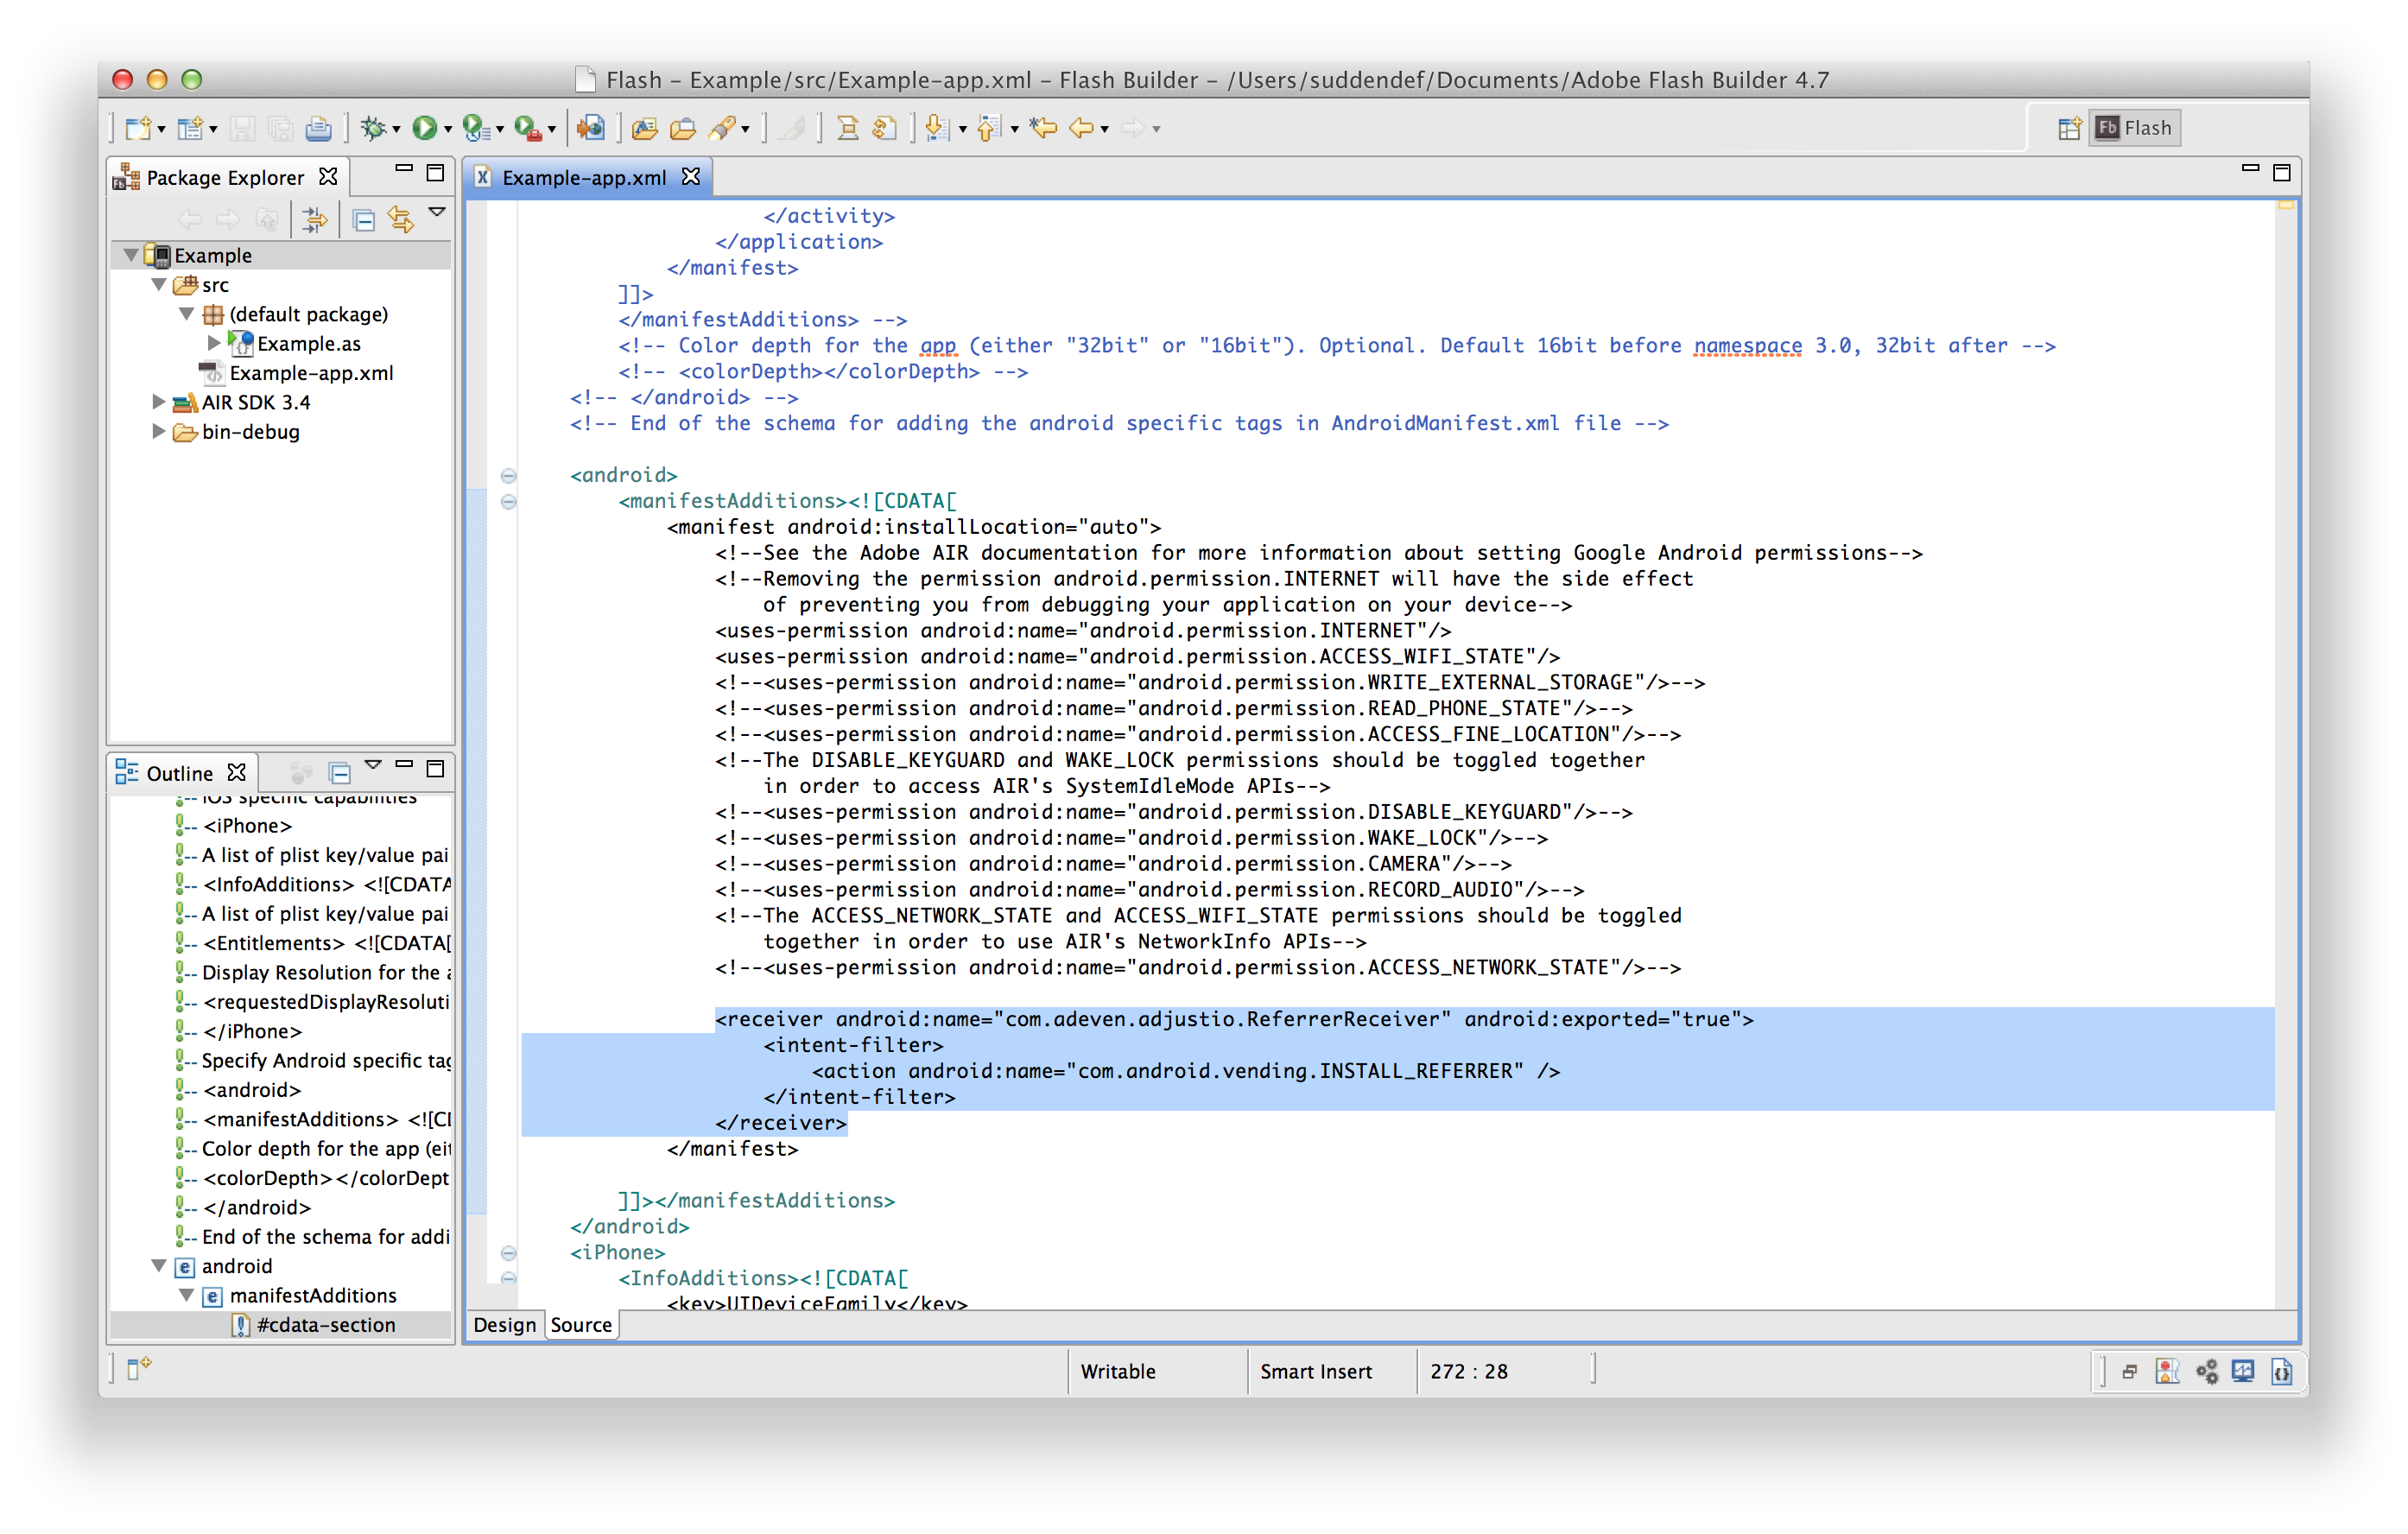 Flash – Example/src/Example-app.xml – Flash Builder – /Users/suddendef/Documents/Adobe Flash Builder 4.7
Fb Flash
Package Explorer
Example
src
(default package)
Example.as
Example-app.xml
AIR SDK 3.4
bin-debug
Outline
iOS specific capabilities
<iPhone>
A list of plist key/value pai
<InfoAdditions> <![CDATA
A list of plist key/value pai
<Entitlements> <![CDATA[
Display Resolution for the a
<requestedDisplayResoluti
</iPhone>
Specify Android specific tag
<android>
<manifestAdditions> <![CD
Color depth for the app (eit
<colorDepth></colorDept
</android>
End of the schema for addi
android
manifestAdditions
#cdata-section
Example-app.xml
</activity>
</application>
</manifest>
]]>
</manifestAdditions> -->
<!-- Color depth for the app (either "32bit" or "16bit"). Optional. Default 16bit before namespace 3.0, 32bit after -->
<!-- <colorDepth></colorDepth> -->
<!-- </android> -->
<!-- End of the schema for adding the android specific tags in AndroidManifest.xml file -->
<android>
<manifestAdditions><![CDATA[
<manifest android:installLocation="auto">
<!--See the Adobe AIR documentation for more information about setting Google Android permissions-->
<!--Removing the permission android.permission.INTERNET will have the side effect
of preventing you from debugging your application on your device-->
<uses-permission android:name="android.permission.INTERNET"/>
<uses-permission android:name="android.permission.ACCESS_WIFI_STATE"/>
<!--<uses-permission android:name="android.permission.WRITE_EXTERNAL_STORAGE"/>-->
<!--<uses-permission android:name="android.permission.READ_PHONE_STATE"/>-->
<!--<uses-permission android:name="android.permission.ACCESS_FINE_LOCATION"/>-->
<!--The DISABLE_KEYGUARD and WAKE_LOCK permissions should be toggled together
in order to access AIR's SystemIdleMode APIs-->
<!--<uses-permission android:name="android.permission.DISABLE_KEYGUARD"/>-->
<!--<uses-permission android:name="android.permission.WAKE_LOCK"/>-->
<!--<uses-permission android:name="android.permission.CAMERA"/>-->
<!--<uses-permission android:name="android.permission.RECORD_AUDIO"/>-->
<!--The ACCESS_NETWORK_STATE and ACCESS_WIFI_STATE permissions should be toggled
together in order to use AIR's NetworkInfo APIs-->
<!--<uses-permission android:name="android.permission.ACCESS_NETWORK_STATE"/>-->
<receiver android:name="com.adeven.adjustio.ReferrerReceiver" android:exported="true">
<intent-filter>
<action android:name="com.android.vending.INSTALL_REFERRER" />
</intent-filter>
</receiver>
</manifest>
]]></manifestAdditions>
</android>
<iPhone>
<InfoAdditions><![CDATA[
<key>UIDeviceFamily</key>
Design Source
Writable
Smart Insert
272 : 28